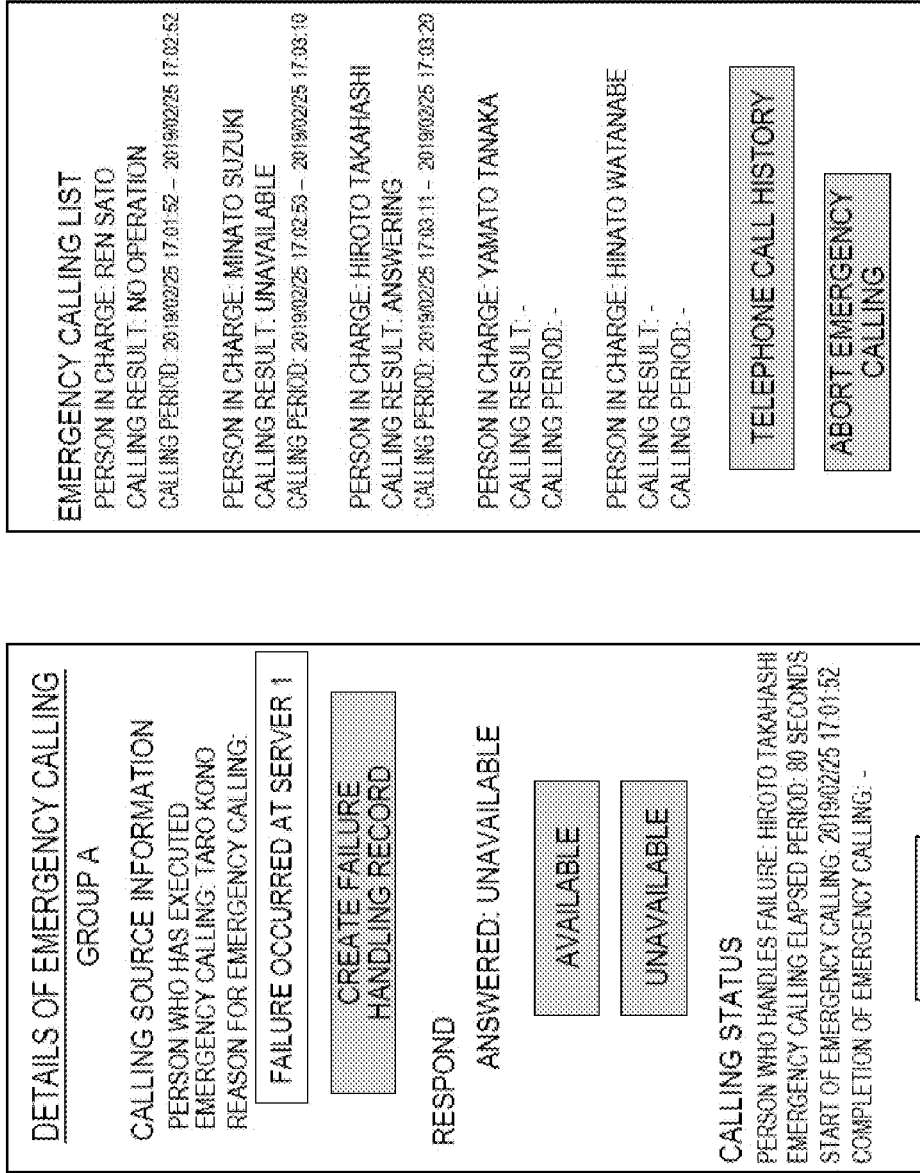 DETAILS OF EMERGENCY CALLING
GROUP A
CALLING SOURCE INFORMATION
PERSON WHO HAS EXECUTED
EMERGENCY CALLING: TARO KONO
REASON FOR EMERGENCY CALLING:
FAILURE OCCURRED AT SERVER 1
CREATE FAILURE
HANDLING RECORD
RESPOND
ANSWERED: UNAVAILABLE
AVAILABLE
UNAVAILABLE
CALLING STATUS
PERSON WHO HANDLES FAILURE: HIROTO TAKAHASHI
EMERGENCY CALLING ELAPSED PERIOD: 80 SECONDS
START OF EMERGENCY CALLING: 2019/02/25 17:01:52
COMPLETION OF EMERGENCY CALLING: -
EMERGENCY CALLING LIST
PERSON IN CHARGE: REN SATO
CALLING RESULT: NO OPERATION
CALLING PERIOD: 2019/02/25 17:01:52 – 2019/02/25 17:02:52
PERSON IN CHARGE: MINATO SUZUKI
CALLING RESULT: UNAVAILABLE
CALLING PERIOD: 2019/02/25 17:02:53 – 2019/02/25 17:03:10
PERSON IN CHARGE: HIROTO TAKAHASHI
CALLING RESULT: ANSWERING
CALLING PERIOD: 2019/02/25 17:03:11 – 2019/02/25 17:03:20
PERSON IN CHARGE: YAMATO TANAKA
CALLING RESULT: -
CALLING PERIOD: -
PERSON IN CHARGE: HINATO WATANABE
CALLING RESULT: -
CALLING PERIOD: -
TELEPHONE CALL HISTORY
ABORT EMERGENCY
CALLING